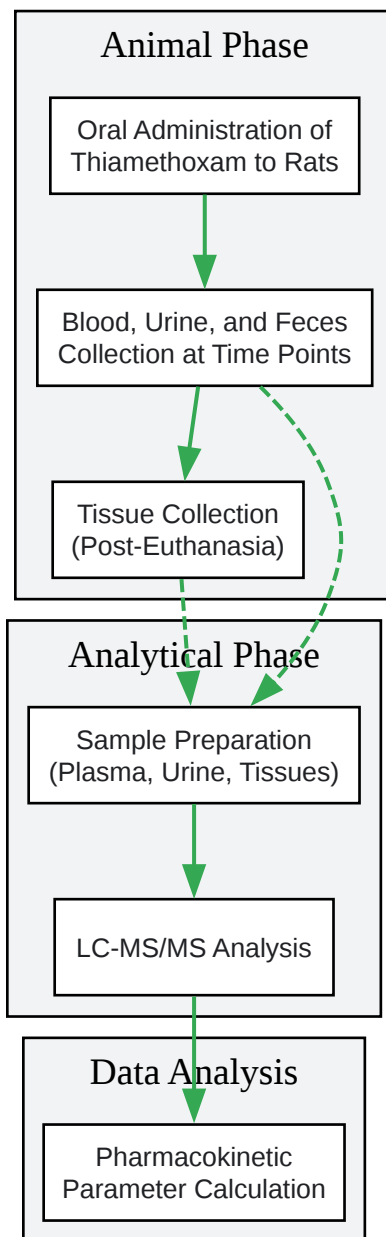 Animal Phase
Oral Administration of
Thiamethoxam to Rats
Blood, Urine, and Feces
Collection at Time Points
Tissue Collection
(Post-Euthanasia)
Analytical Phase
Sample Preparation
(Plasma, Urine, Tissues)
LC-MS/MS Analysis
Data Analysis
Pharmacokinetic
Parameter Calculation